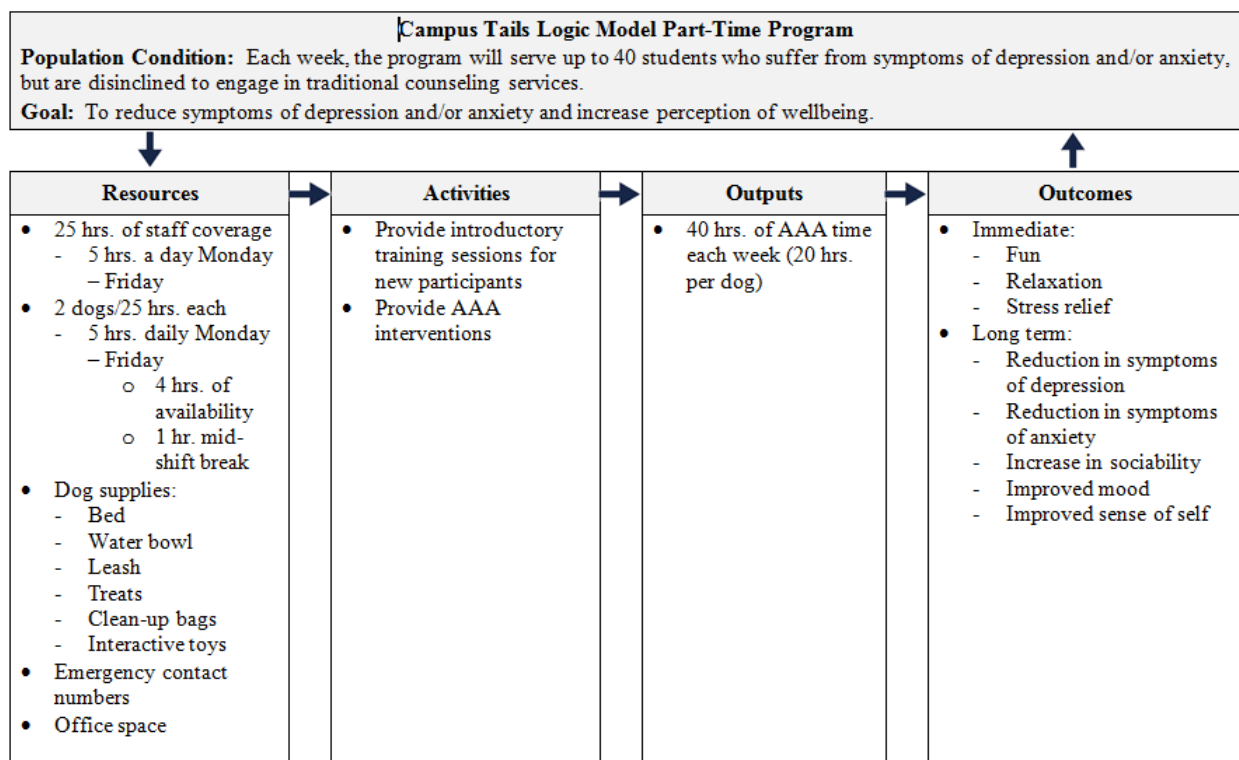 Campus Tails Logic Model Part-Time Program
Population Condition: Each week, the program will serve up to 40 students who suffer from symptoms of depression and/or anxiety,
but are disinclined to engage in traditional counseling services.
Goal: To reduce symptoms of depression and/or anxiety and increase perception of wellbeing.
Resources
• 25 hrs. of staff coverage
- 5 hrs. a day Monday
– Friday
• 2 dogs/25 hrs. each
- 5 hrs. daily Monday
– Friday
o 4 hrs. of
availability
o 1 hr. mid-
shift break
• Dog supplies:
- Bed
- Water bowl
- Leash
- Treats
- Clean-up bags
- Interactive toys
• Emergency contact
numbers
• Office space
Activities
• Provide introductory
training sessions for
new participants
• Provide AAA
interventions
Outputs
• 40 hrs. of AAA time
each week (20 hrs.
per dog)
Outcomes
• Immediate:
- Fun
- Relaxation
- Stress relief
• Long term:
- Reduction in symptoms
of depression
- Reduction in symptoms
of anxiety
- Increase in sociability
- Improved mood
- Improved sense of self